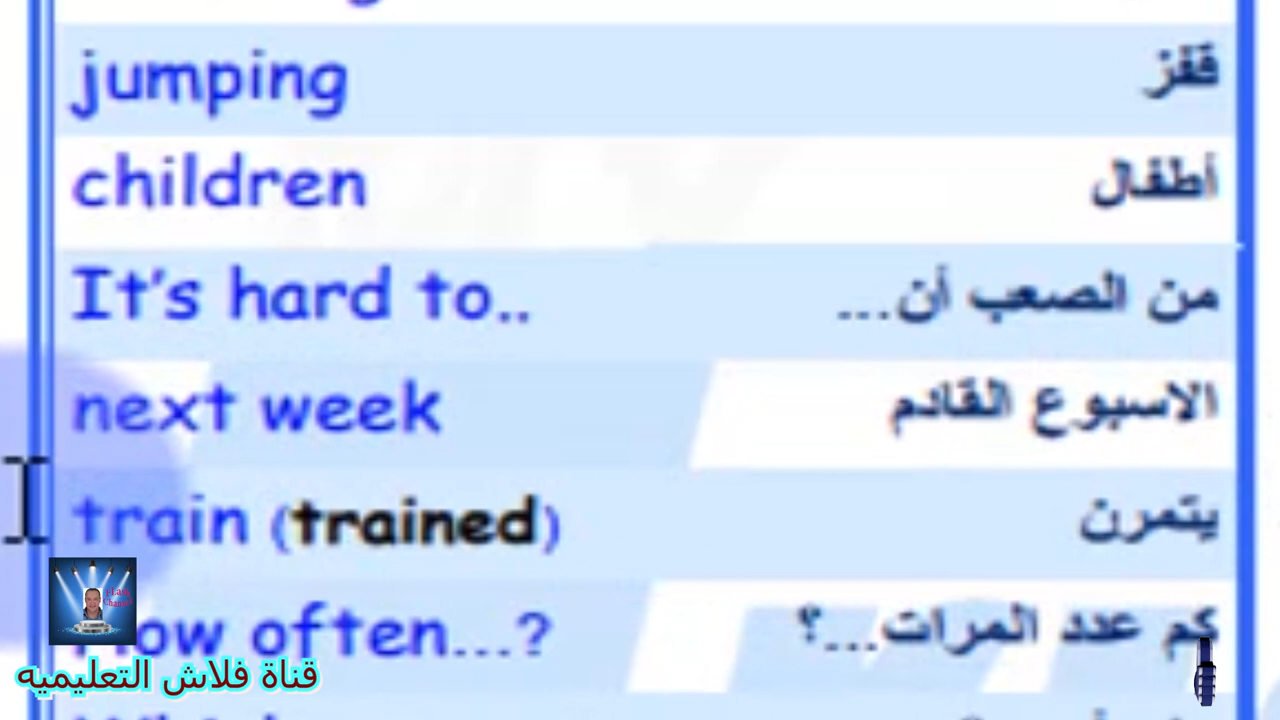 jumping قفز
children أطفال
It's hard to.. من الصعب أن...
next week الاسبوع القادم
train (trained) يتمرن
How often...? كم عدد المرات...؟
قناة فلاش التعليميه